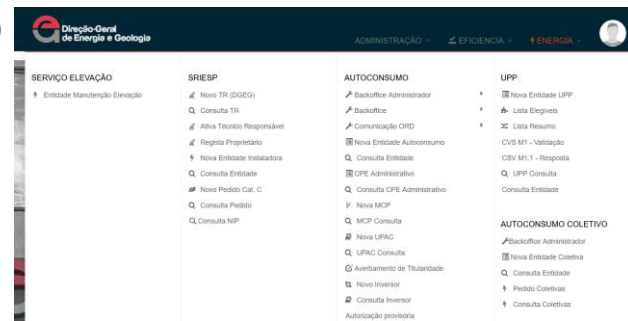 Direção-Geral
de Energia e Geologia
ADMINISTRAÇÃO
EFICIENCIA
ENERGIA
SERVIÇO ELEVAÇÃO
Entidade Manutenção Elevação
SRIESP
Novo TR (DGEG)
Consulta TR
Ativa Técnico Responsável
Regista Proprietário
Nova Entidade Instaladora
Consulta Entidade
Novo Pedido Cat. C
Consulta Pedido
Consulta NIP
AUTOCONSUMO
Backoffice Administrador
Backoffice
Comunicação ORD
Nova Entidade Autoconsumo
Consulta Entidade
CPE Administrativo
Consulta CPE Administrativo
Nova MCP
MCP Consulta
Nova UPAC
UPAC Consulta
Averbamento de Titularidade
Novo Inversor
Consulta Inversor
Autorização provisória
UPP
Nova Entidade UPP
Lista Elegiveis
Lista Resumo
CVS M1 - Validação
CSV M1.1 - Resposta
UPP Consulta
Consulta Entidade
AUTOCONSUMO COLETIVO
Backoffice Administrador
Nova Entidade Coletiva
Consulta Entidade
Pedido Coletivas
Consulta Coletivas